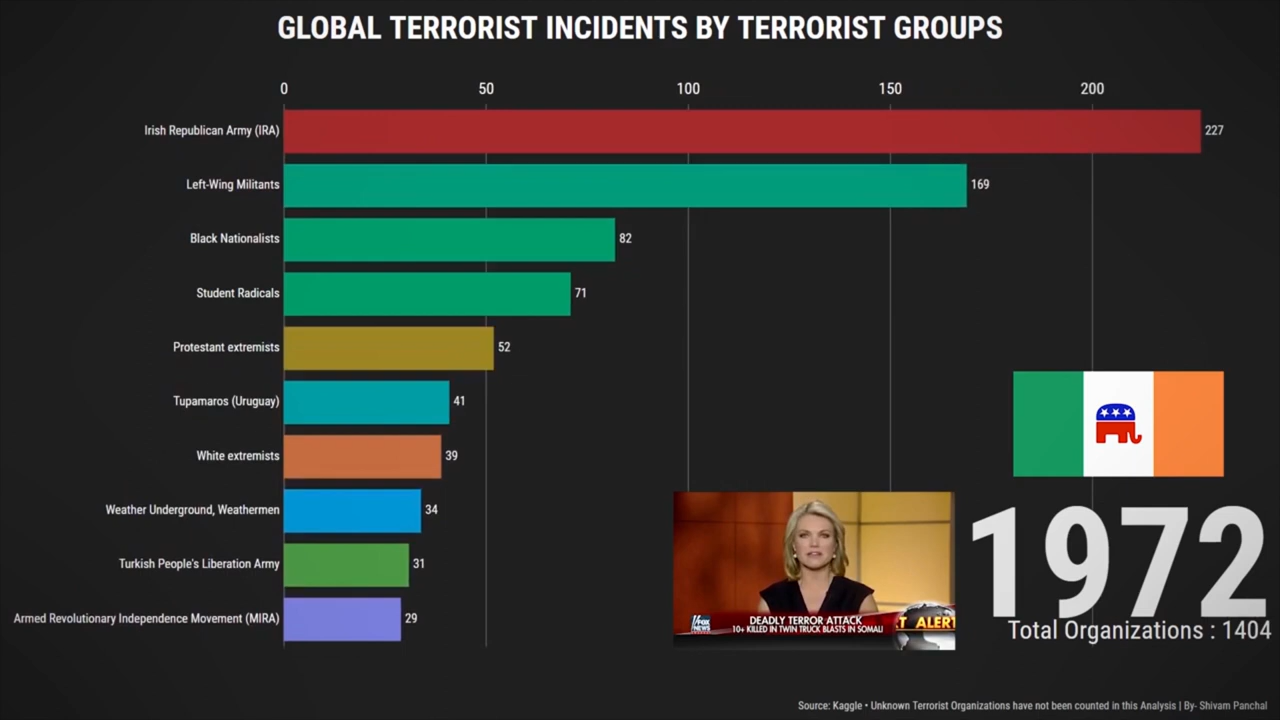 GLOBAL TERRORIST INCIDENTS BY TERRORIST GROUPS
0 50 100 150 200
Irish Republican Army (IRA) 227
Left-Wing Militants 169
Black Nationalists 82
Student Radicals 71
Protestant extremists 52
Tupamaros (Uruguay) 41
White extremists 39
Weather Underground, Weathermen 34
Turkish People's Liberation Army 31
Armed Revolutionary Independence Movement (MIRA) 29
FOX
NEWS
DEADLY TERROR ATTACK
10+ KILLED IN TWIN TRUCK BLASTS IN SOMALI
T ALERT
1972
Total Organizations : 1404
Source: Kaggle • Unknown Terrorist Organizations have not been counted in this Analysis | By- Shivam Panchal